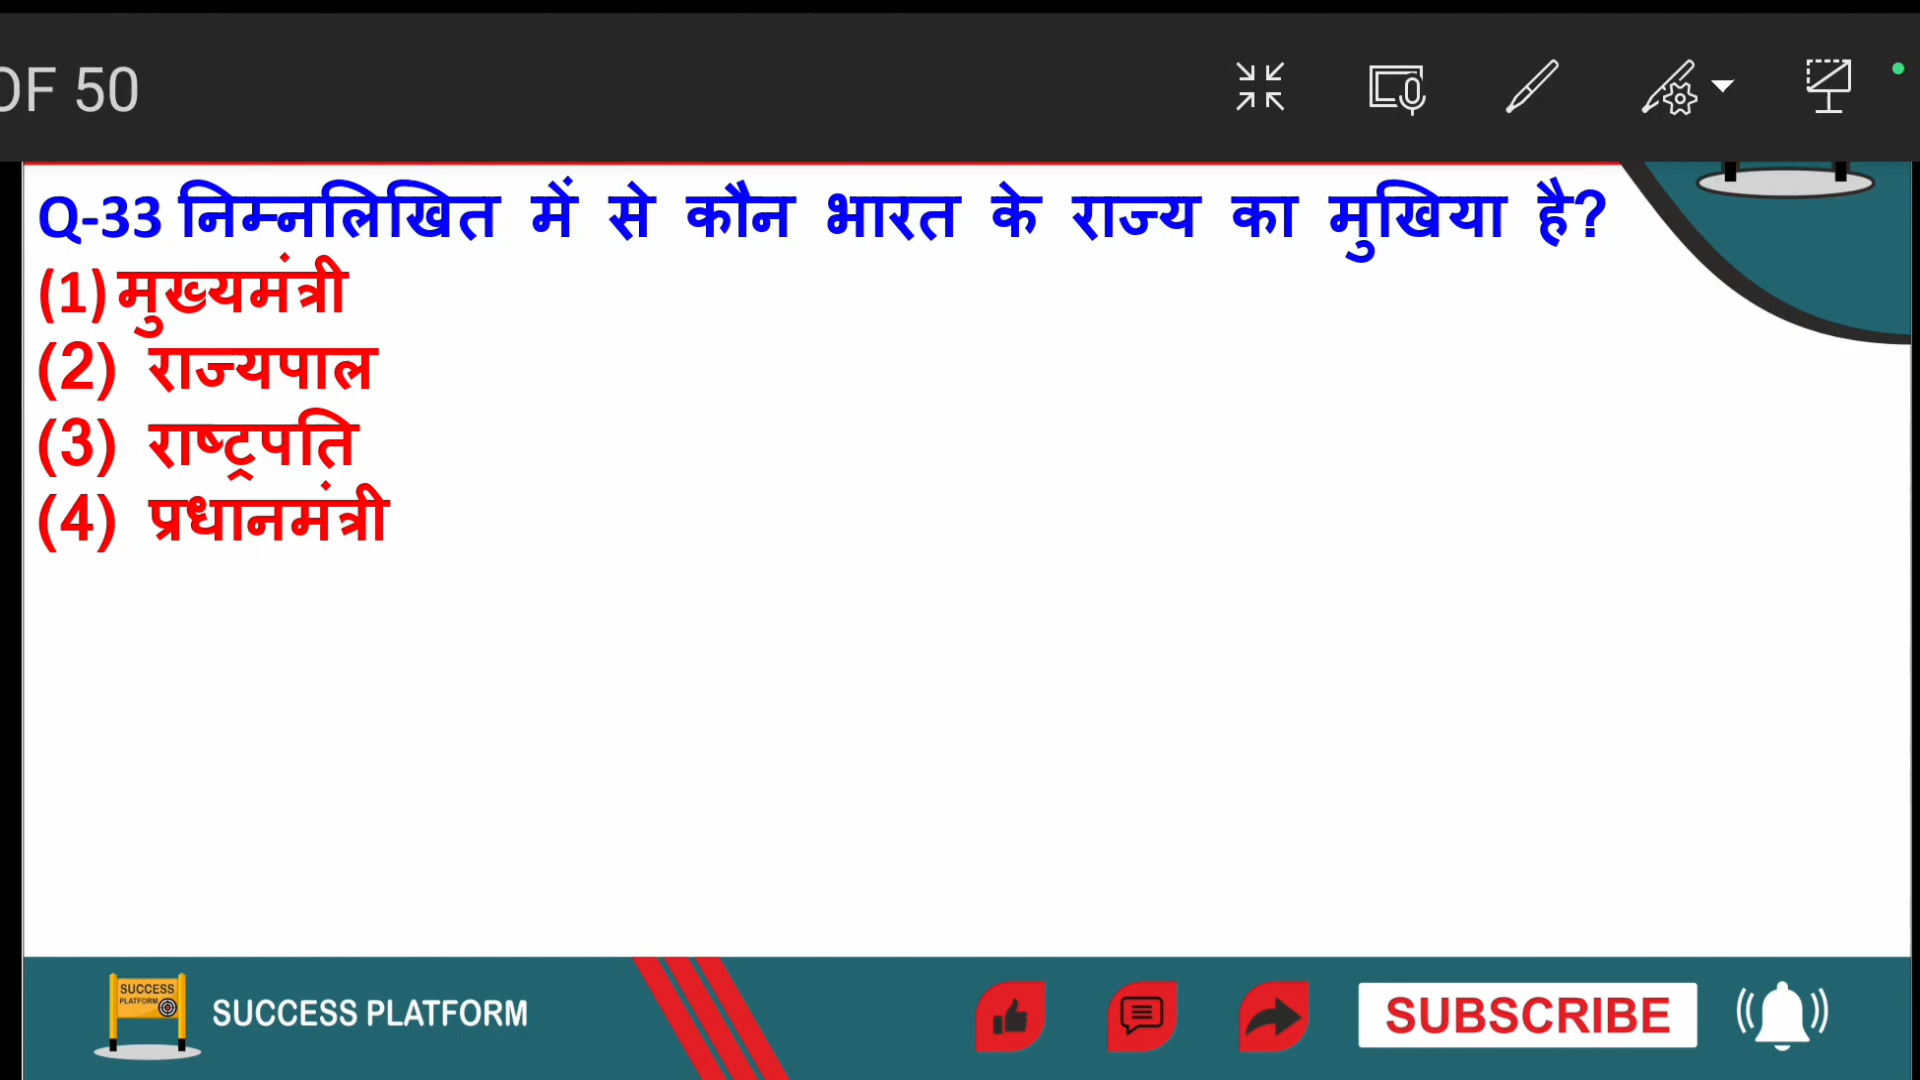 OF 50
Q-33 निम्नलिखित में से कौन भारत के राज्य का मुखिया है?
(1) मुख्यमंत्री
(2) राज्यपाल
(3) राष्ट्रपति
(4) प्रधानमंत्री
SUCCESS
PLATFORM
SUCCESS PLATFORM
SUBSCRIBE